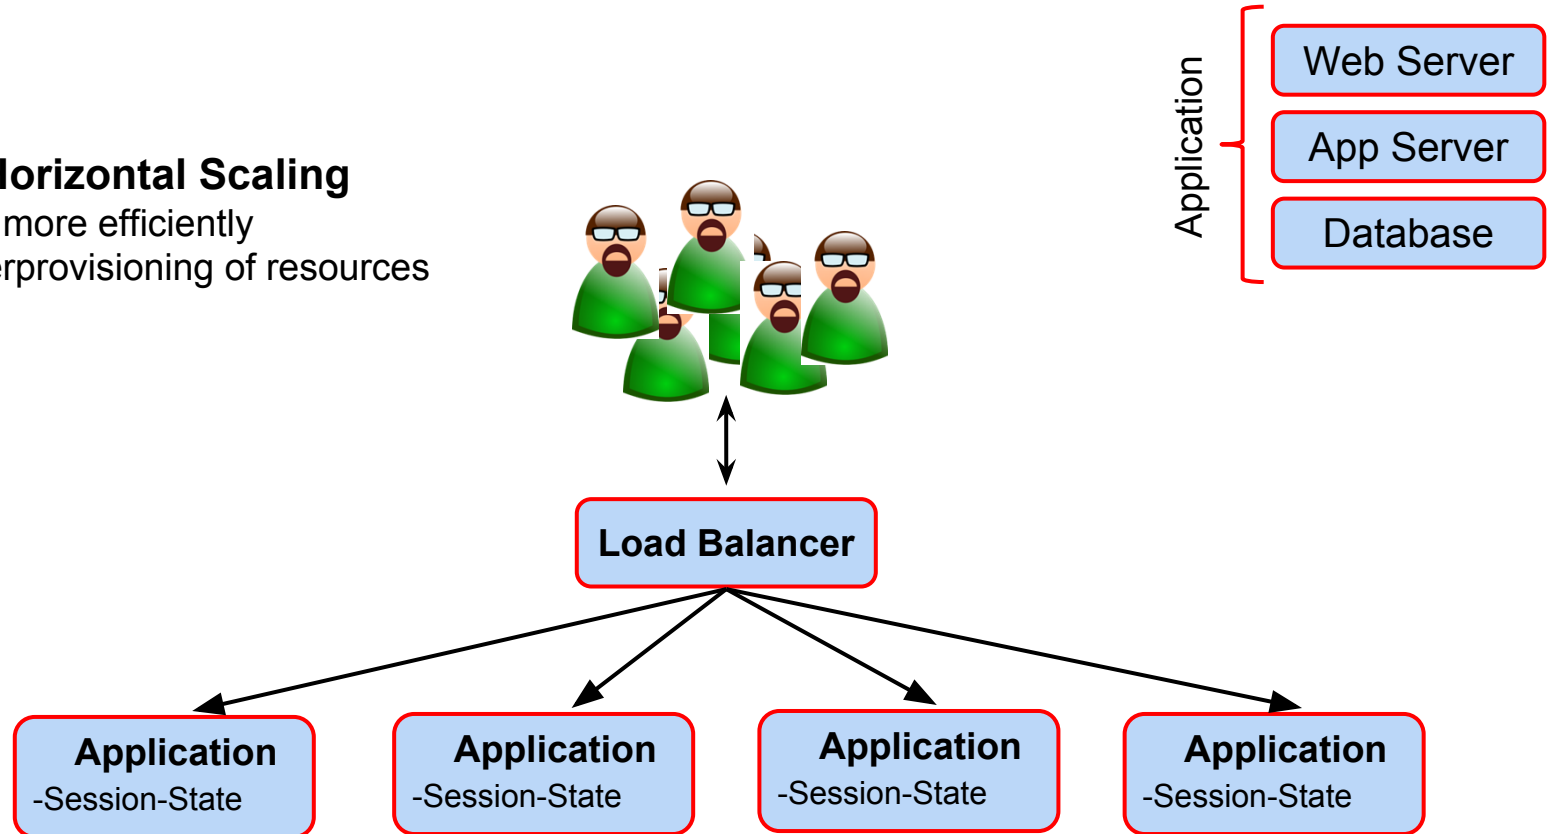 Horizontal Scaling
more efficiently
erprovisioning of resources
Application
Web Server
App Server
Database
Load Balancer
Application
-Session-State
Application
-Session-State
Application
-Session-State
Application
-Session-State